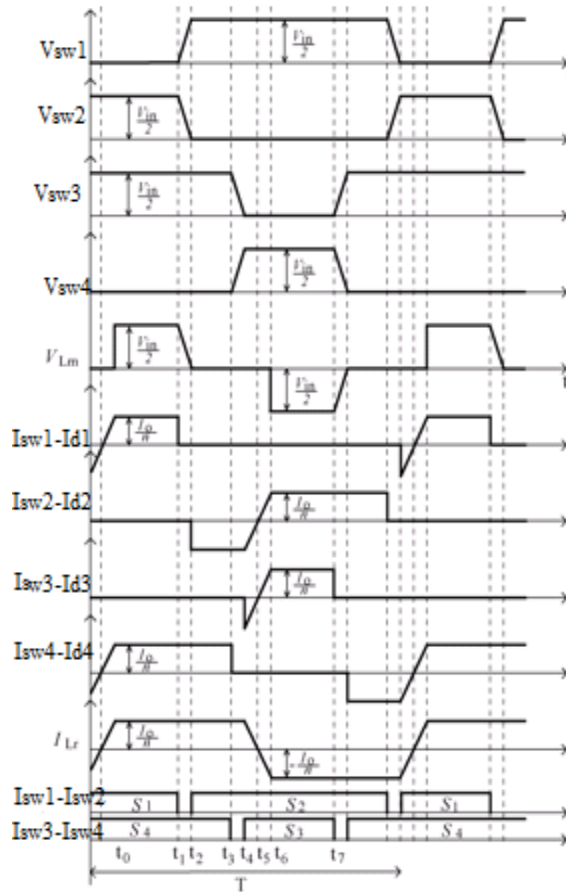 Vsw1
Vin/2
Vsw2
Vin/2
Vsw3
Vin/2
Vsw4
Vin/2
VLm
Vin/2
Vin/2
t
Isw1-Id1
Io/n
Isw2-Id2
Io/n
Isw3-Id3
Io/n
Isw4-Id4
Io/n
ILr
Io/n
-Io/n
Isw1-Isw2
S1
S2
S1
Isw3-Isw4
S4
S3
S4
t0 t1 t2 t3 t4 t5 t6 t7
T